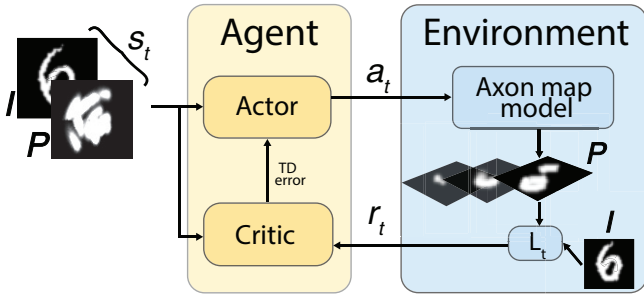 Agent
Environment
s_t
I
P
Actor
a_t
Axon map
model
TD
error
P
Critic
r_t
L_t
I